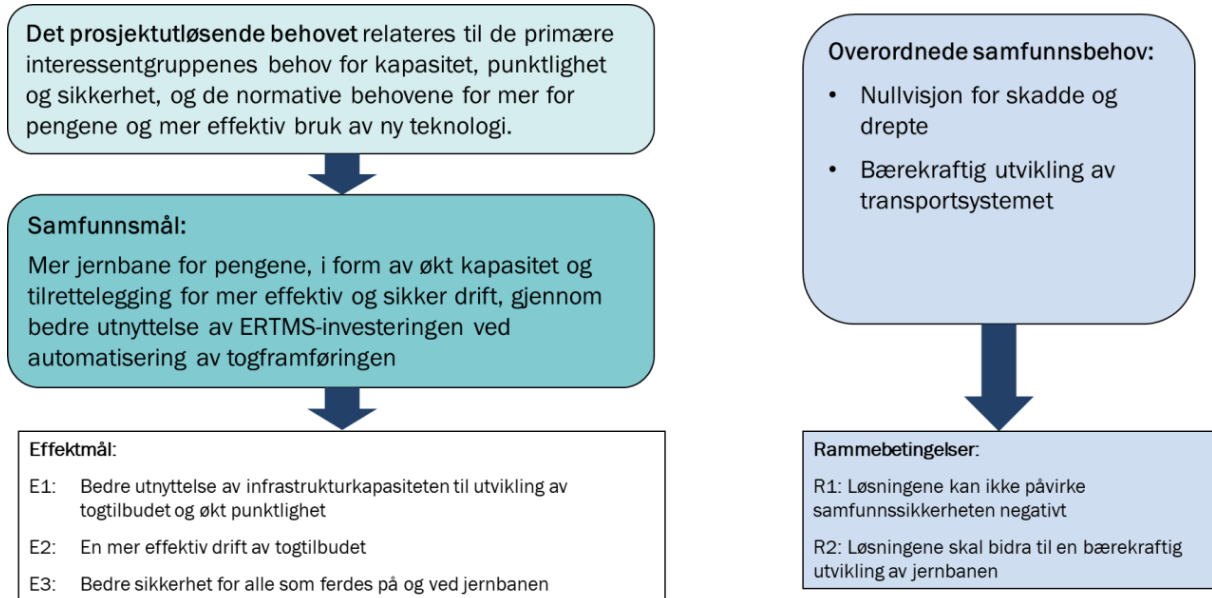 Det prosjektutløsende behovet relateres til de primære
interessentgruppenes behov for kapasitet, punktlighet
og sikkerhet, og de normative behovene for mer for
pengene og mer effektiv bruk av ny teknologi.
Samfunnsmål:
Mer jernbane for pengene, i form av økt kapasitet og
tilrettelegging for mer effektiv og sikker drift, gjennom
bedre utnyttelse av ERTMS-investeringen ved
automatisering av togframføringen
Effektmål:
E1: Bedre utnyttelse av infrastrukturkapasiteten til utvikling av
togtilbudet og økt punktlighet
E2: En mer effektiv drift av togtilbudet
E3: Bedre sikkerhet for alle som ferdes på og ved jernbanen
Overordnede samfunnsbehov:
• Nullvisjon for skadde og
drepte
• Bærekraftig utvikling av
transportsystemet
Rammebetingelser:
R1: Løsningene kan ikke påvirke
samfunnssikkerheten negativt
R2: Løsningene skal bidra til en bærekraftig
utvikling av jernbanen